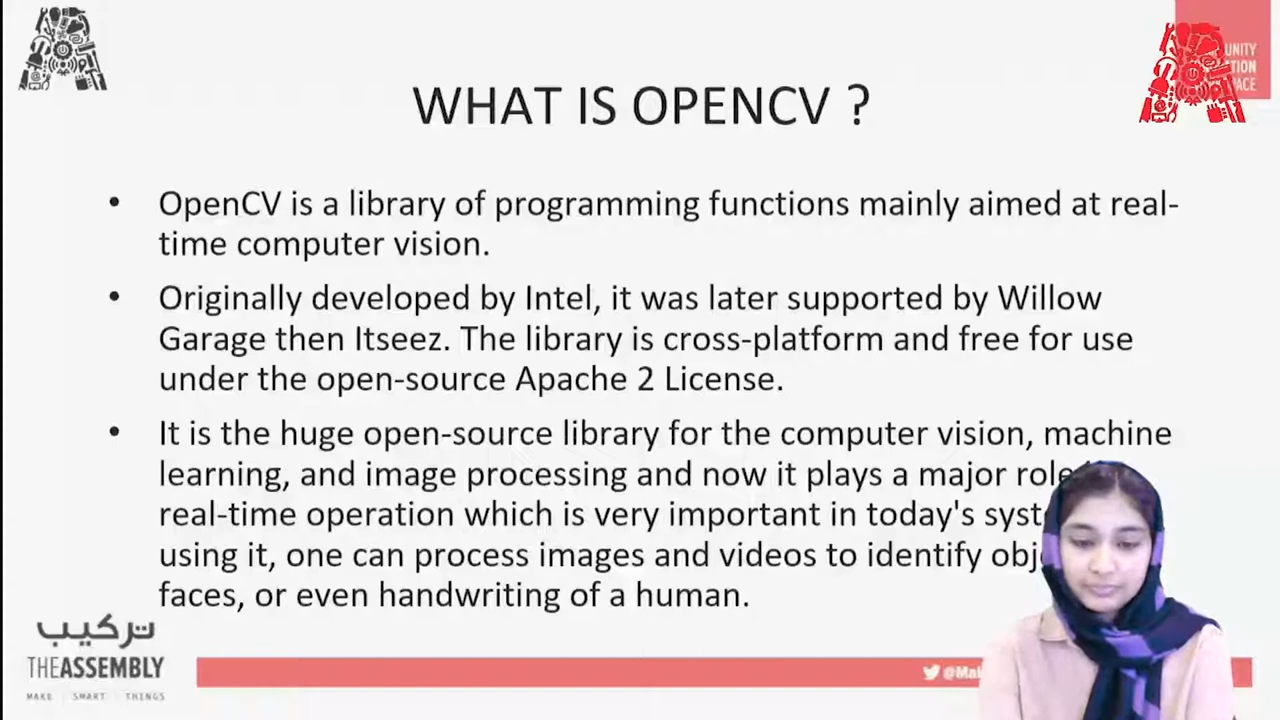 UNITY
WHAT IS OPENCV ?
• OpenCV is a library of programming functions mainly aimed at real-
time computer vision.
• Originally developed by Intel, it was later supported by Willow
Garage then Itseez. The library is cross-platform and free for use
under the open-source Apache 2 License.
• It is the huge open-source library for the computer vision, machine
learning, and image processing and now it plays a major role
real-time operation which is very important in today's
using it, one can process images and videos to identify
faces, or even handwriting of a human.
تركيب
THEASSEMBLY
MAKE SMART THINGS